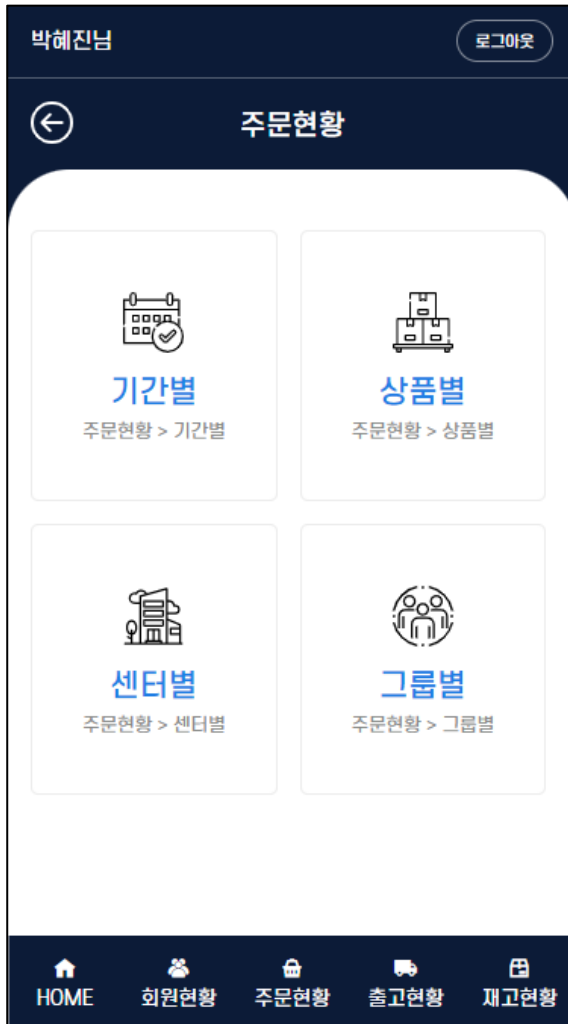 박혜진님
로그아웃
주문현황
기간별
주문현황 > 기간별
상품별
주문현황 > 상품별
센터별
주문현황 > 센터별
그룹별
주문현황 > 그룹별
HOME
회원현황
주문현황
출고현황
재고현황